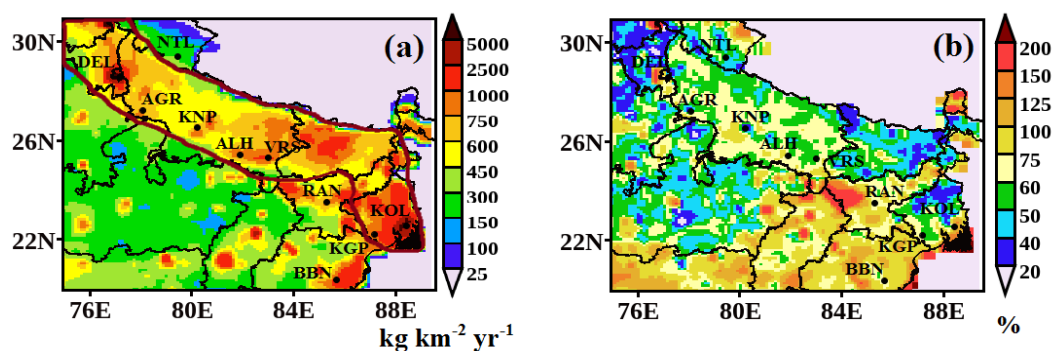 30N
26N
22N
76E
80E
84E
88E
(a)
NTL
DEL
AGR
KNP
ALH
VRS
RAN
KOL
KGP
BBN
5000
2500
1000
750
600
450
300
150
100
25
kg km-2 yr-1
30N
26N
22N
76E
80E
84E
88E
(b)
NTL
DEL
AGR
KNP
ALH
VRS
RAN
KOL
KGP
BBN
200
150
125
100
75
60
50
40
20
%